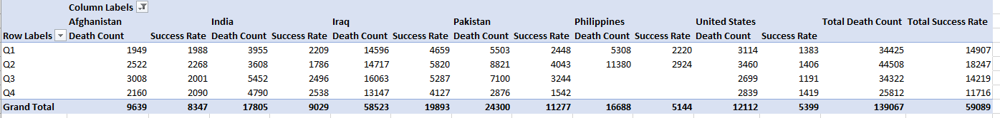 Column Labels
Afghanistan India Iraq Pakistan Philippines United States Total Death Count Total Success Rate
Row Labels Death Count Success Rate Death Count Success Rate Death Count Success Rate Death Count Success Rate Death Count Success Rate Death Count Success Rate
Q1 1949 1988 3955 2209 14596 4659 5503 2448 5308 2220 3114 1383 34425 14907
Q2 2522 2268 3608 1786 14717 5820 8821 4043 11380 2924 3460 1406 44508 18247
Q3 3008 2001 5452 2496 16063 5287 7100 3244 2699 1191 34322 14219
Q4 2160 2090 4790 2538 13147 4127 2876 1542 2839 1419 25812 11716
Grand Total 9639 8347 17805 9029 58523 19893 24300 11277 16688 5144 12112 5399 139067 59089